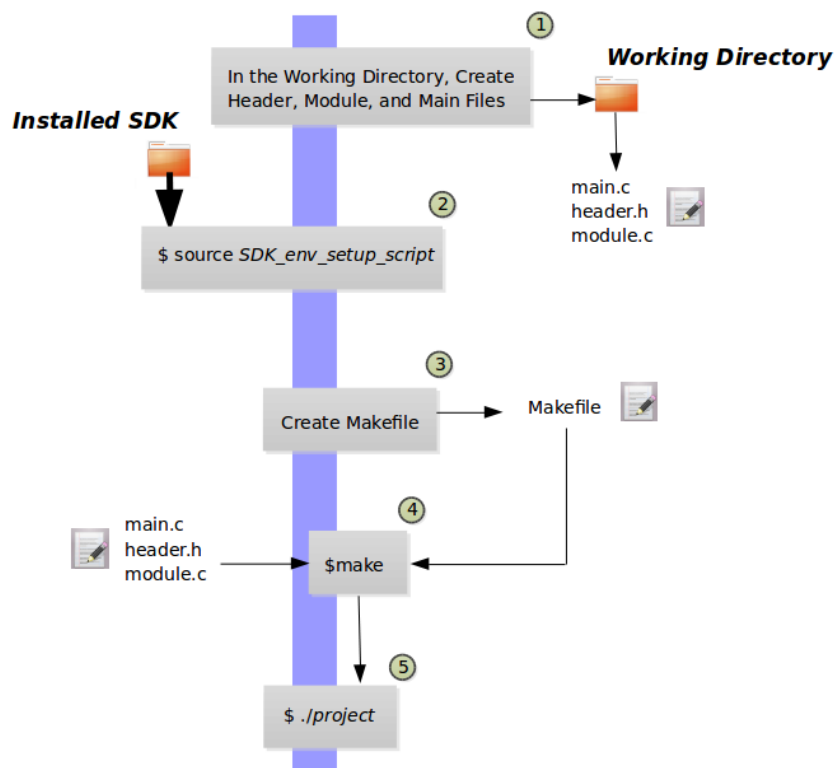 1
Working Directory
In the Working Directory, Create
Header, Module, and Main Files
Installed SDK
main.c
header.h
module.c
2
$ source SDK_env_setup_script
3
Create Makefile
Makefile
4
main.c
header.h
module.c
$make
5
$ ./project